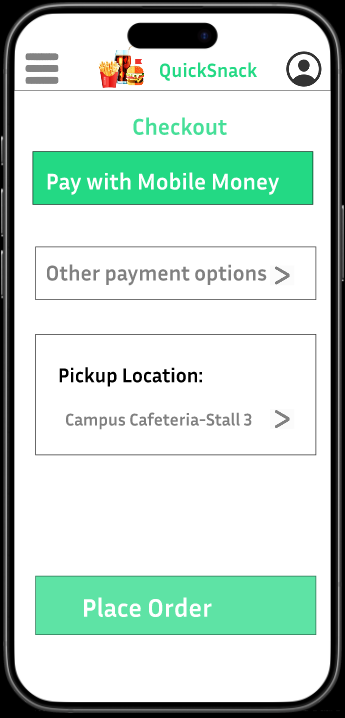 QuickSnack
Checkout
Pay with Mobile Money
Other payment options >
Pickup Location:
Campus Cafeteria-Stall 3 >
Place Order